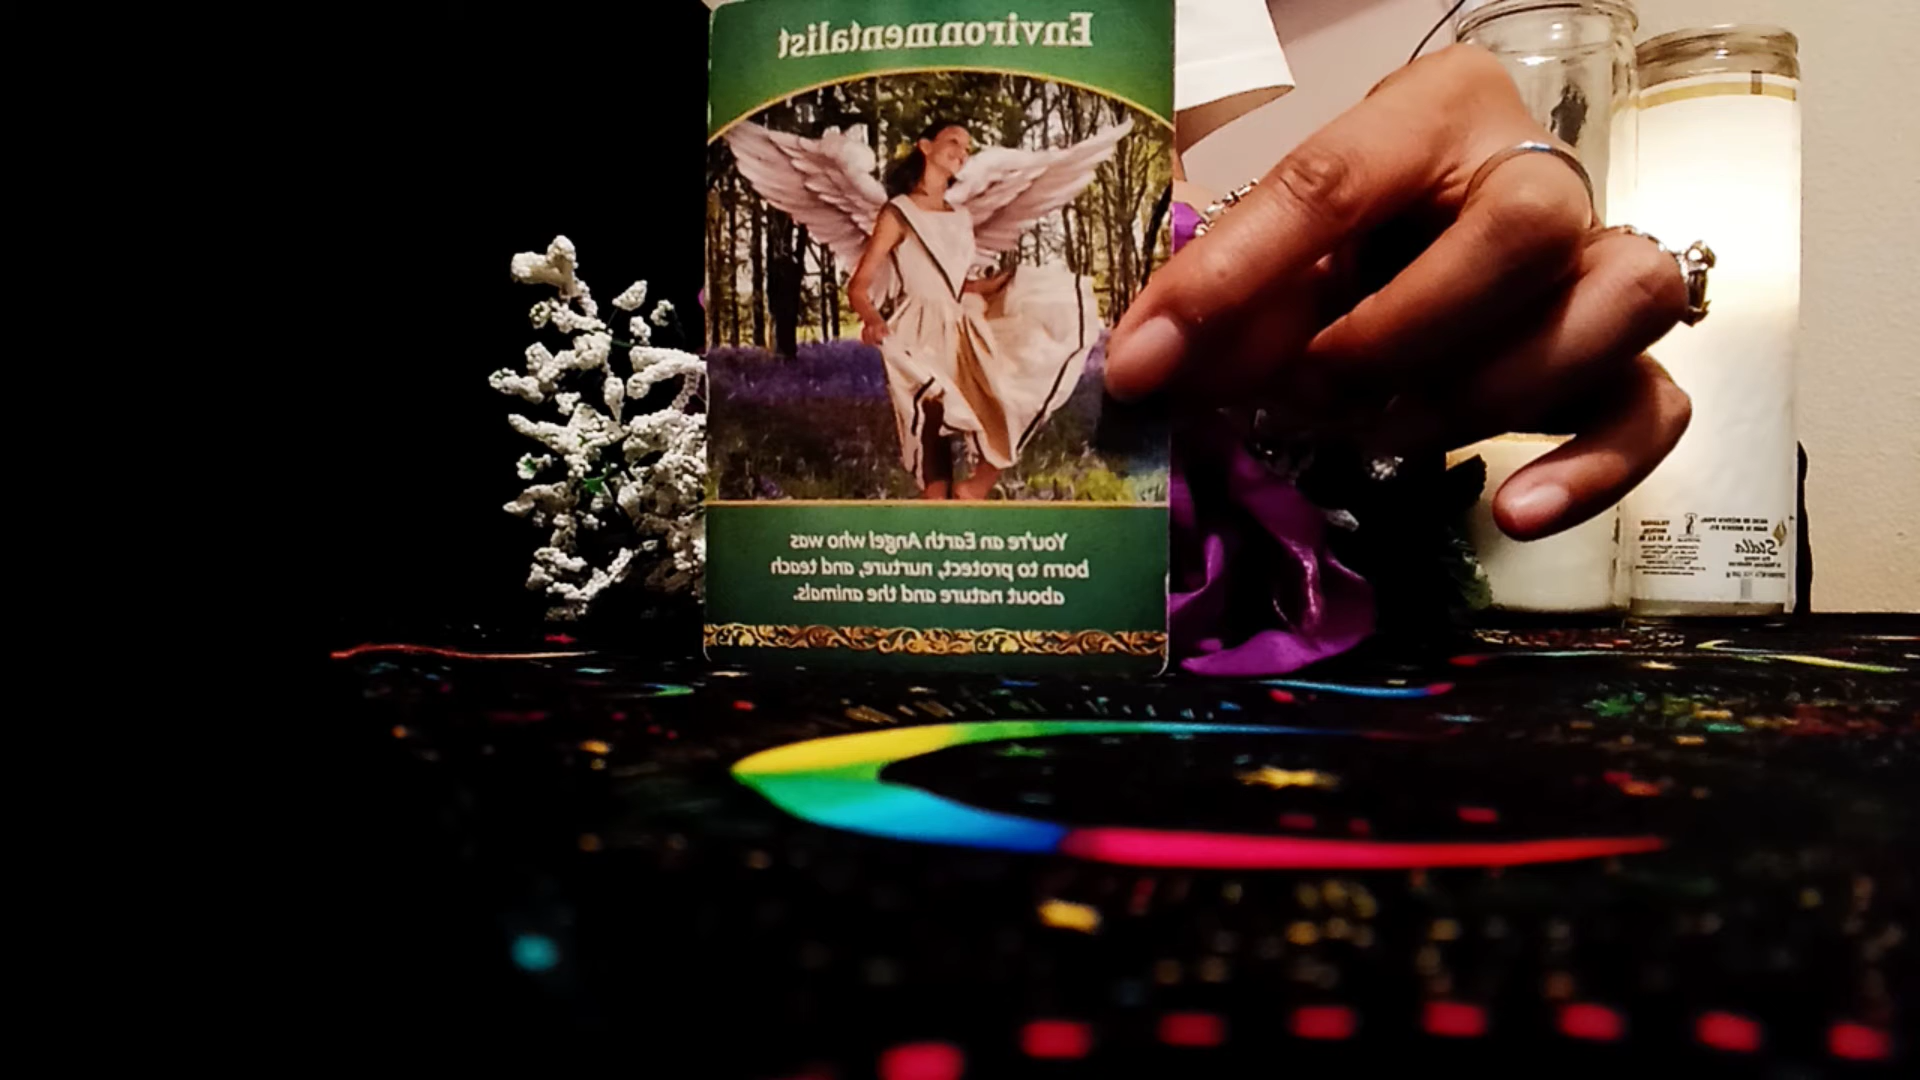 Environmentalist
You're an Earth Angel who was
born to protect, nurture, and teach
about nature and the animals.
Stella